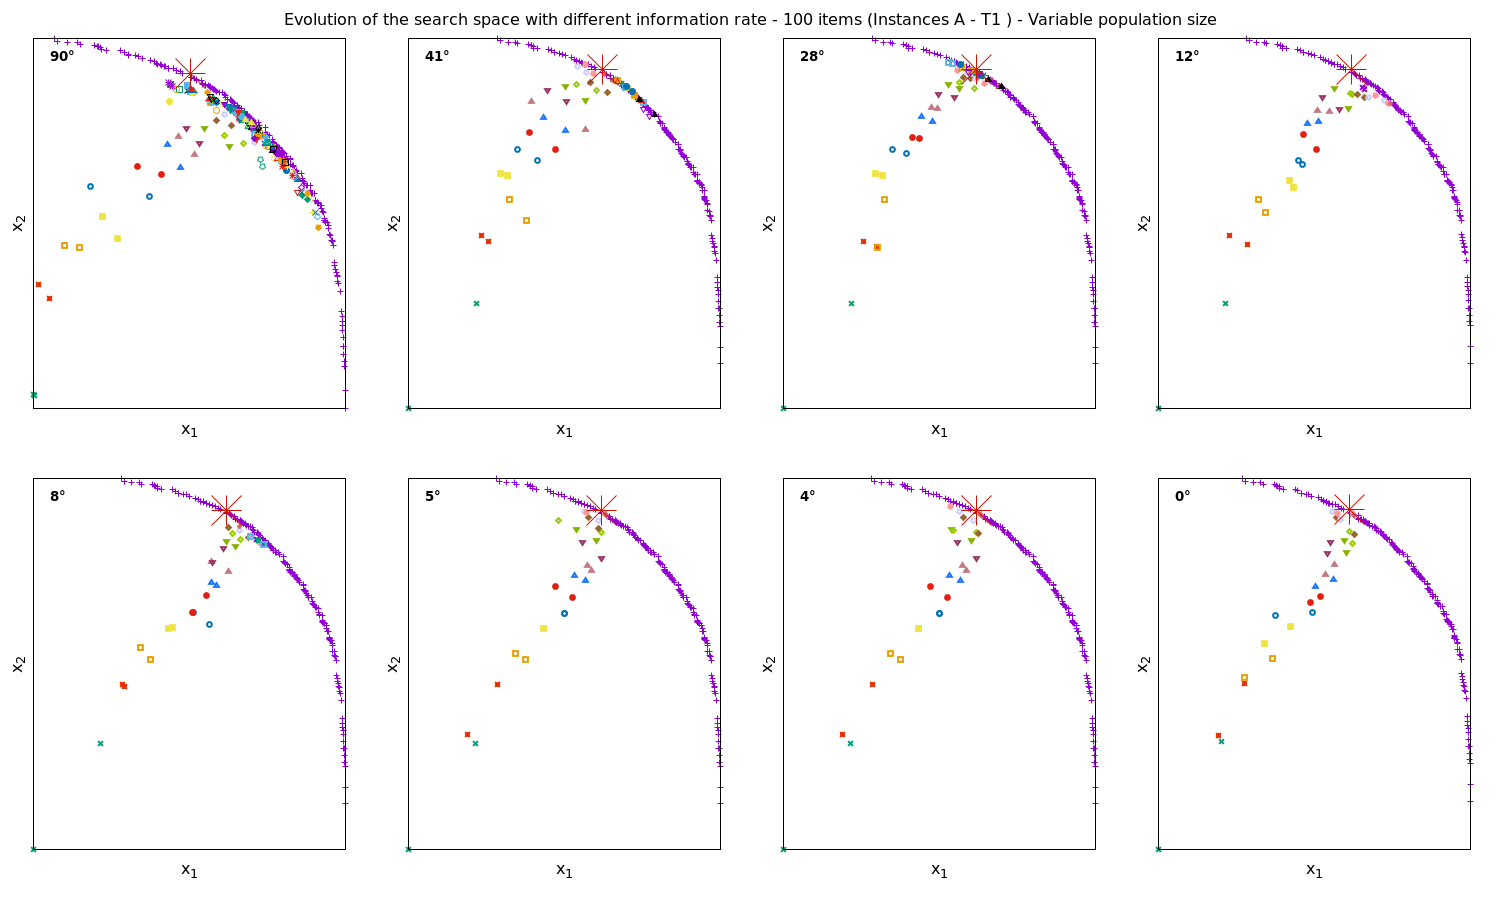 Evolution of the search space with different information rate - 100 items (Instances A - T1 ) - Variable population size
90°
41°
28°
12°
x2
x2
x2
x2
x1
x1
x1
x1
8°
5°
4°
0°
x2
x2
x2
x2
x1
x1
x1
x1